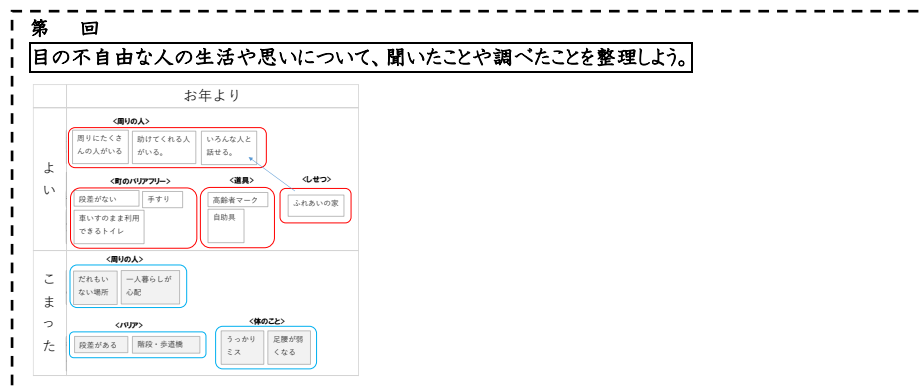 第　回
目の不自由な人の生活や思いについて、聞いたことや調べたことを整理しよう。
お年より
よい
<周りの人>
周りにたくさ
んの人がいる
助けてくれる人
がいる。
いろんな人と
話せる。
<町のバリアフリー>
段差がない
手すり
車いすのまま利用
できるトイレ
<道具>
高齢者マーク
自助具
<しせつ>
ふれあいの家
こまった
<周りの人>
だれもい
ない場所
一人暮らしが
心配
<バリア>
段差がある
階段・歩道橋
<体のこと>
うっかり
ミス
足腰が弱
くなる